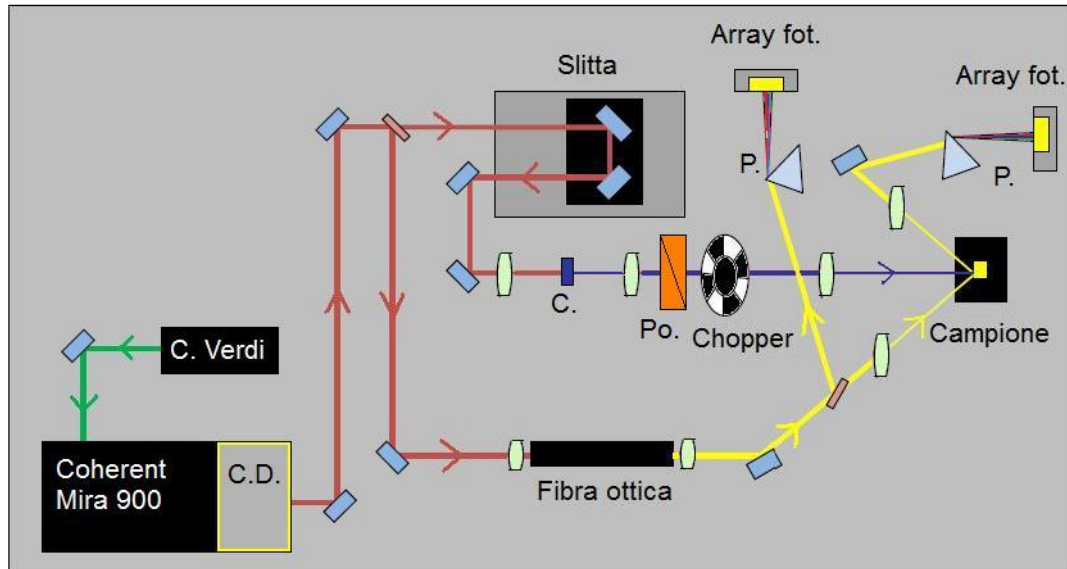 Array fot.
Slitta
Array fot.
P.
P.
C.
Po.
Chopper
Campione
C. Verdi
Coherent
Mira 900
C.D.
Fibra ottica